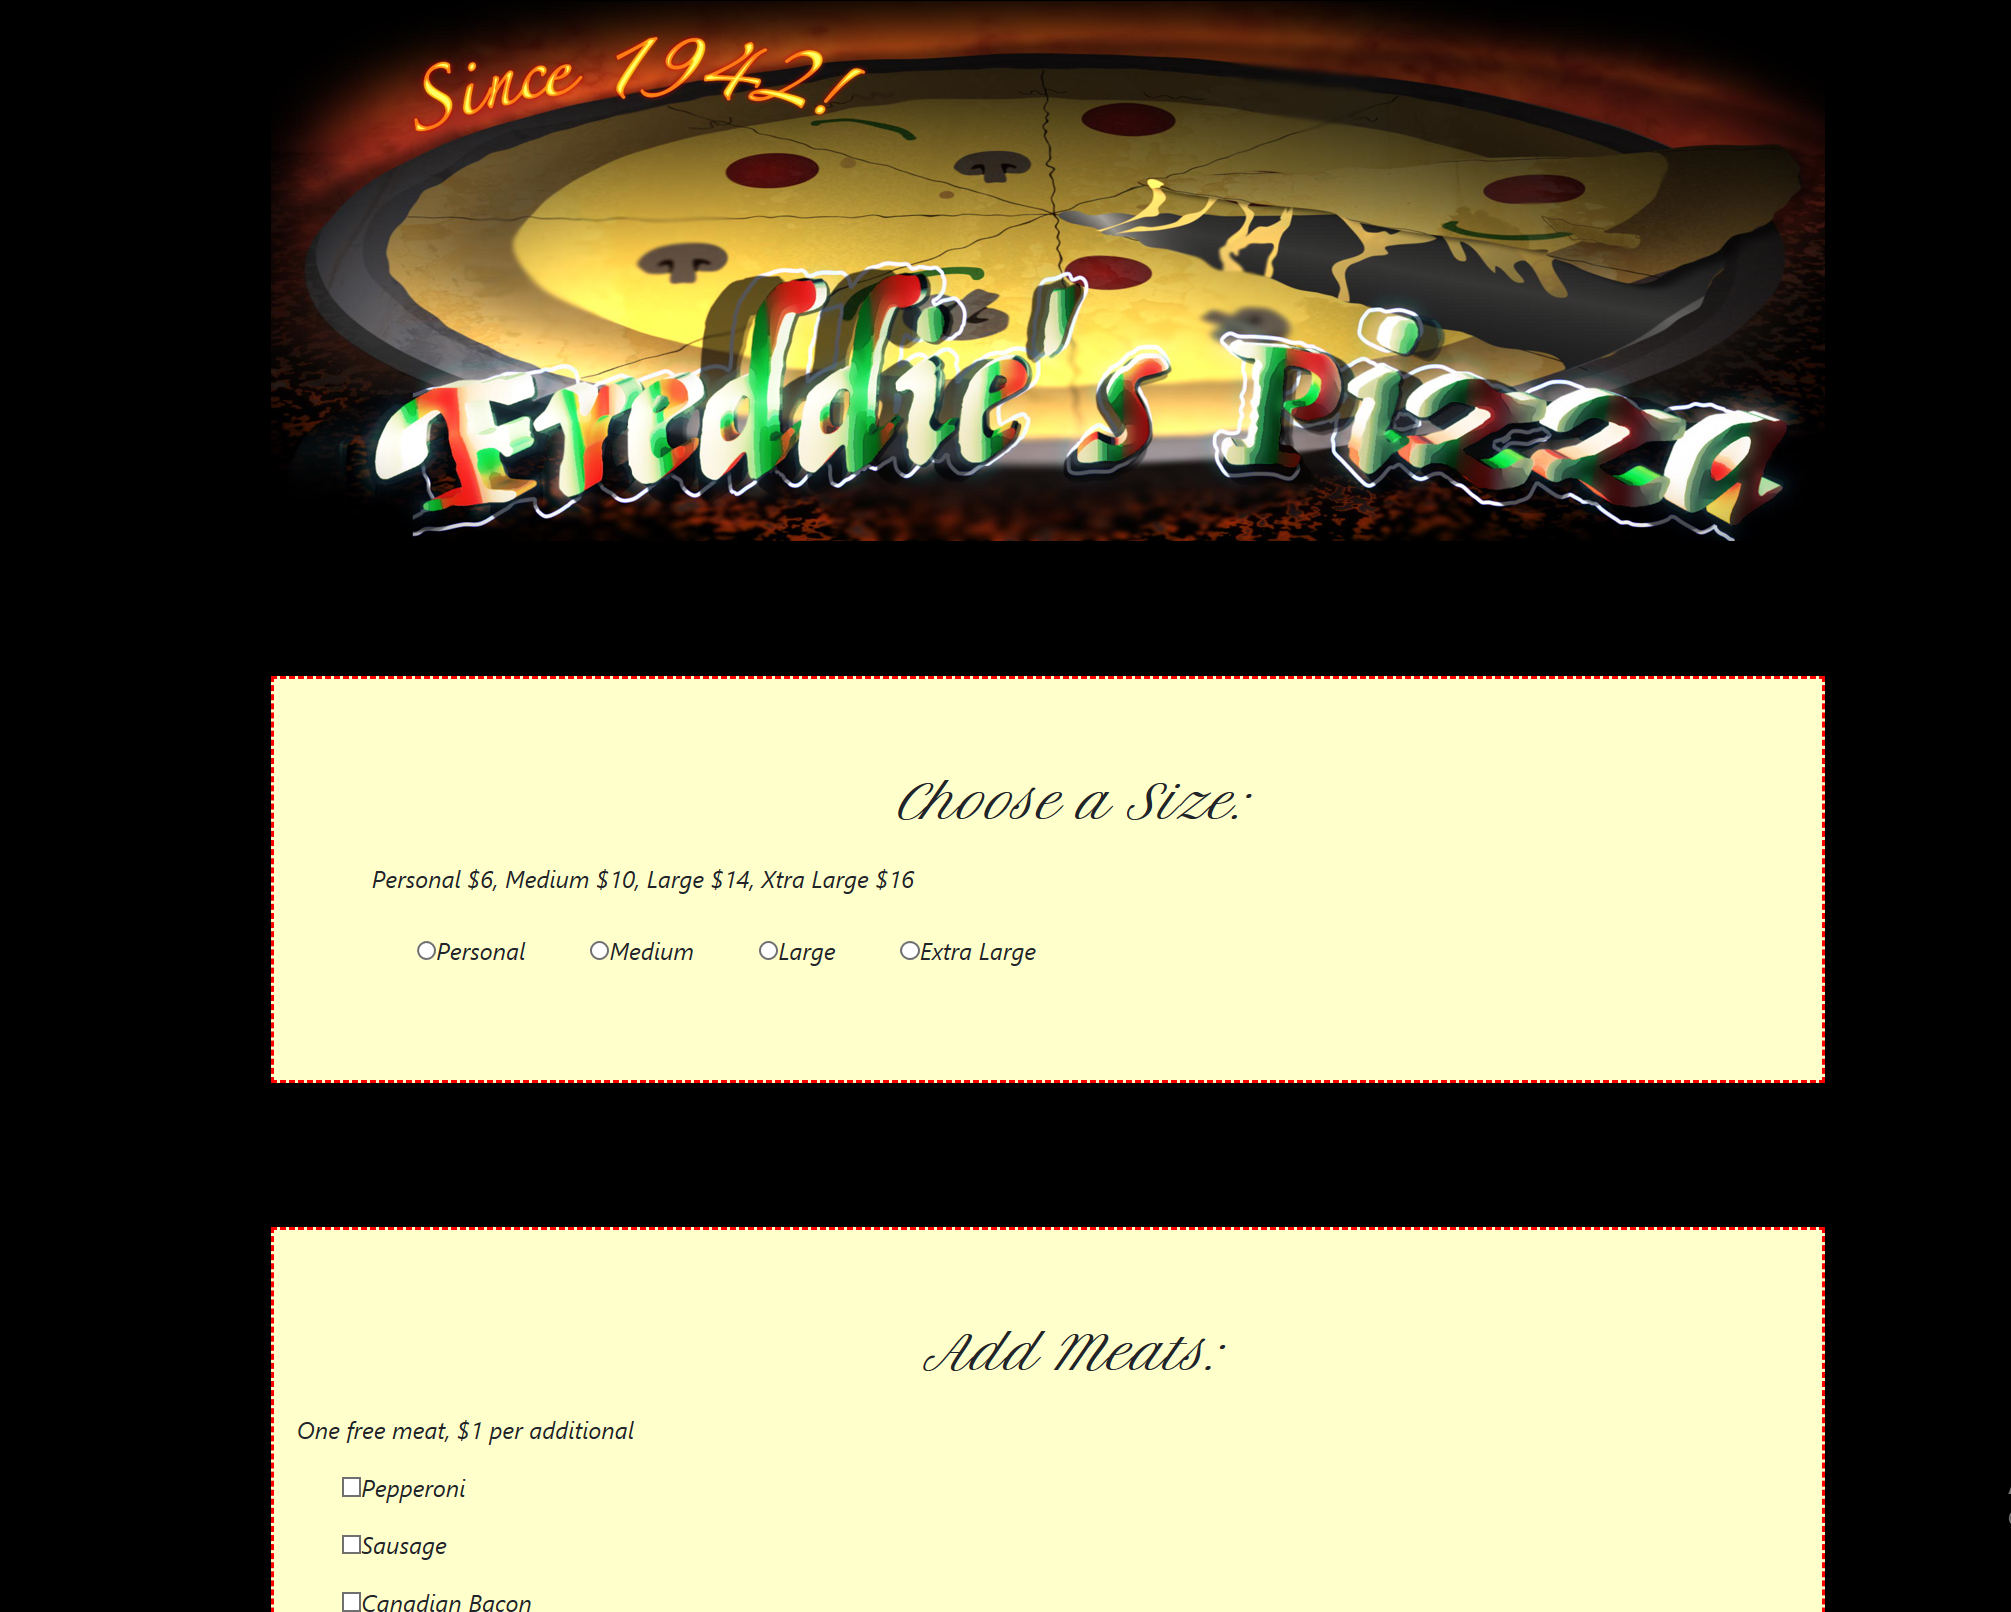 Since 1942!
Freddie's Pizza
Choose a Size:
Personal $6, Medium $10, Large $14, Xtra Large $16
Personal Medium Large Extra Large
Add Meats:
One free meat, $1 per additional
Pepperoni
Sausage
Canadian Bacon